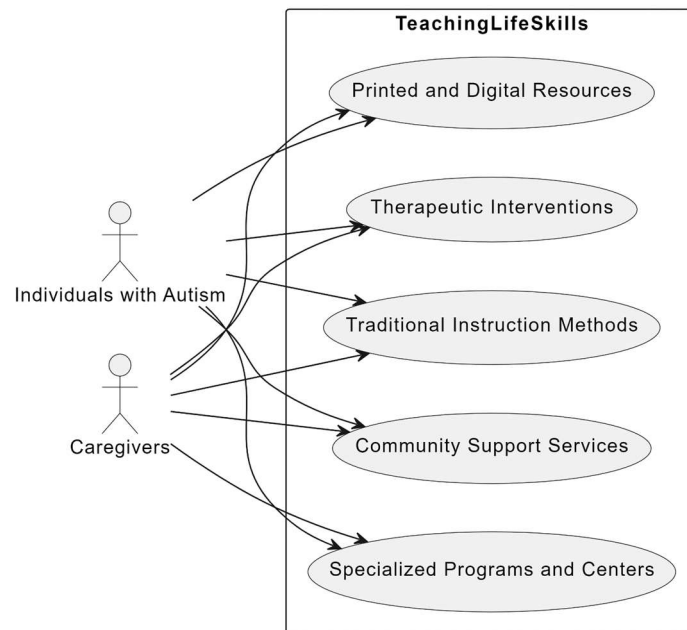 TeachingLifeSkills
Printed and Digital Resources
Therapeutic Interventions
Individuals with Autism
Traditional Instruction Methods
Caregivers
Community Support Services
Specialized Programs and Centers